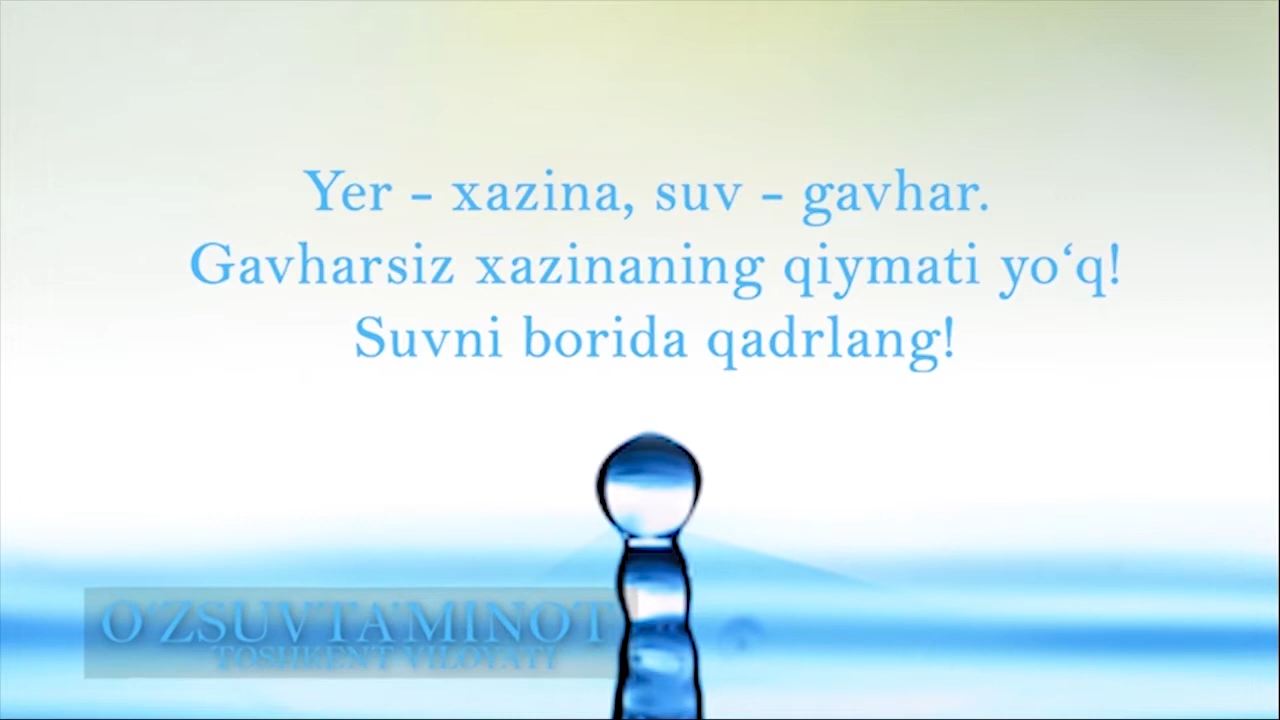 Yer - xazina, suv - gavhar.
Gavharsiz xazinaning qiymati yo‘q!
Suvni borida qadrlang!
O‘ZSUVTA’MINOT
TOSHKENT VILOYATI